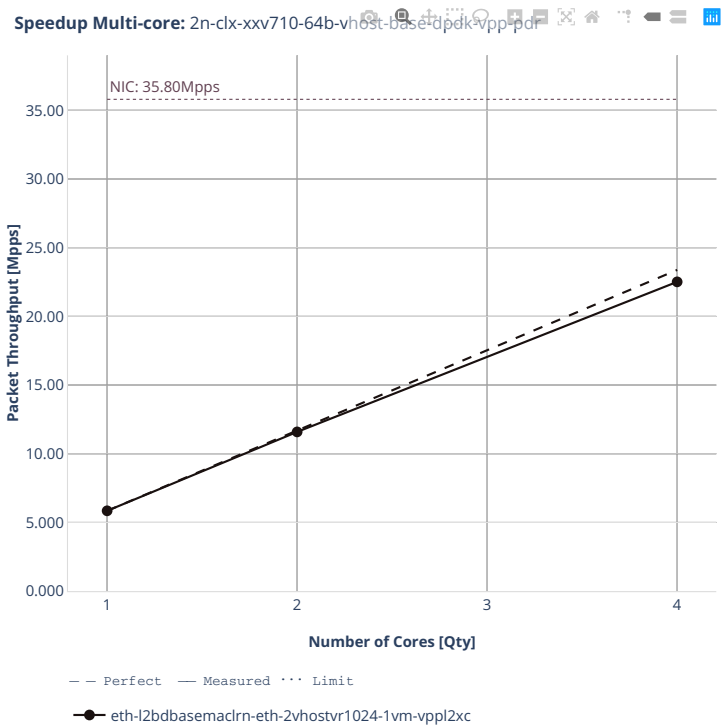 Speedup Multi-core: 2n-clx-xxv710-64b-vhost-base-dpdk-vpp-pdr
NIC: 35.80Mpps
35.00
30.00
25.00
20.00
15.00
10.00
5.000
0.000
Packet Throughput [Mpps]
1 2 3 4
Number of Cores [Qty]
Perfect Measured Limit
eth-l2bdbasemaclrn-eth-2vhostvr1024-1vm-vppl2xc